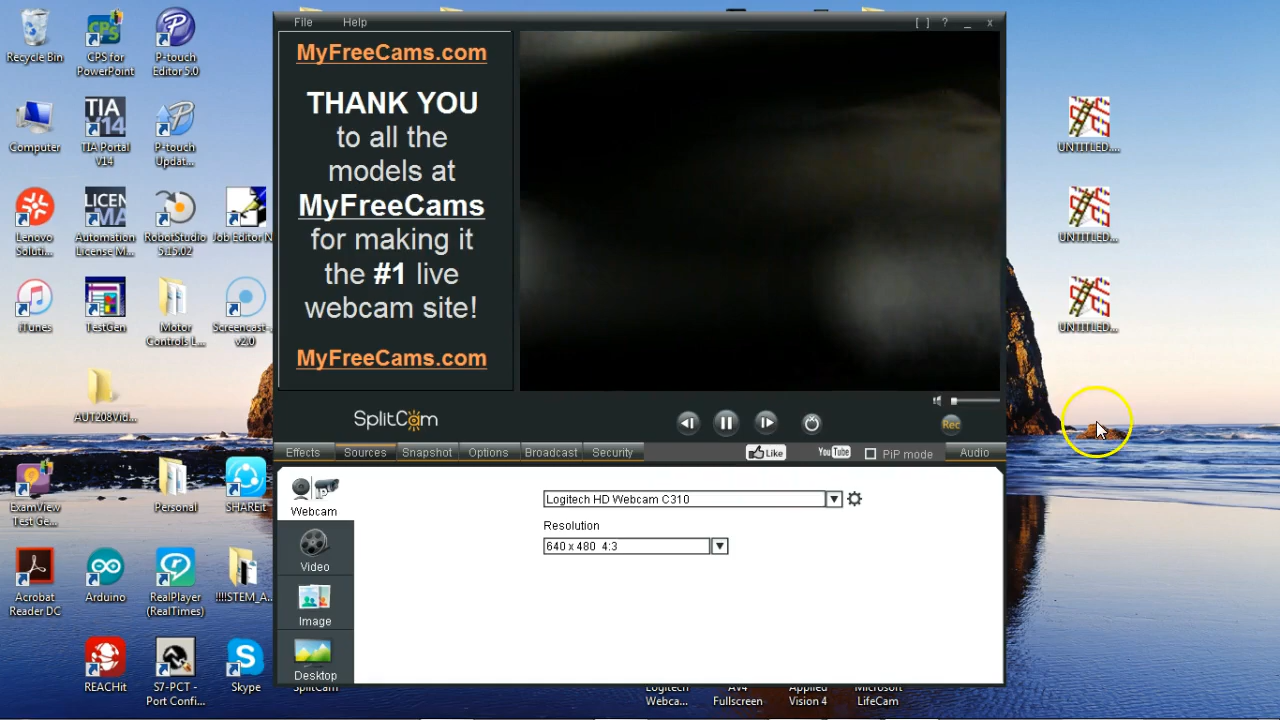 File Help
[ ] ? _ x
MyFreeCams.com
THANK YOU
to all the
models at
MyFreeCams
for making it
the #1 live
webcam site!
MyFreeCams.com
SplitCam
Rec
Effects Sources Snapshot Options Broadcast Security
Like
YouTube
PiP mode
Audio
Webcam
Video
Image
Desktop
Logitech HD Webcam C310
Resolution
640 x 480 4:3
Recycle Bin
CPS for
PowerPoint
P-touch
Editor 5.0
Computer
TIA Portal
V14
P-touch
Updat...
Lenovo
Soluti...
Automation
License M...
RobotStudio
5.15.02
Job Editor N
iTunes
TestGen
Motor
Controls L...
Screencast-
v2.0
AUT208Vid...
ExamView
Test Ge...
Personal
SHAREit
Acrobat
Reader DC
Arduino
RealPlayer
(RealTimes)
!!!!STEM_A...
REACHit
S7-PCT -
Port Confi...
Skype
SplitCam
Logitech
Webca...
AV4
Fullscreen
Applied
Vision 4
Microsoft
LifeCam
UNTITLED....
UNTITLED...
UNTITLED...